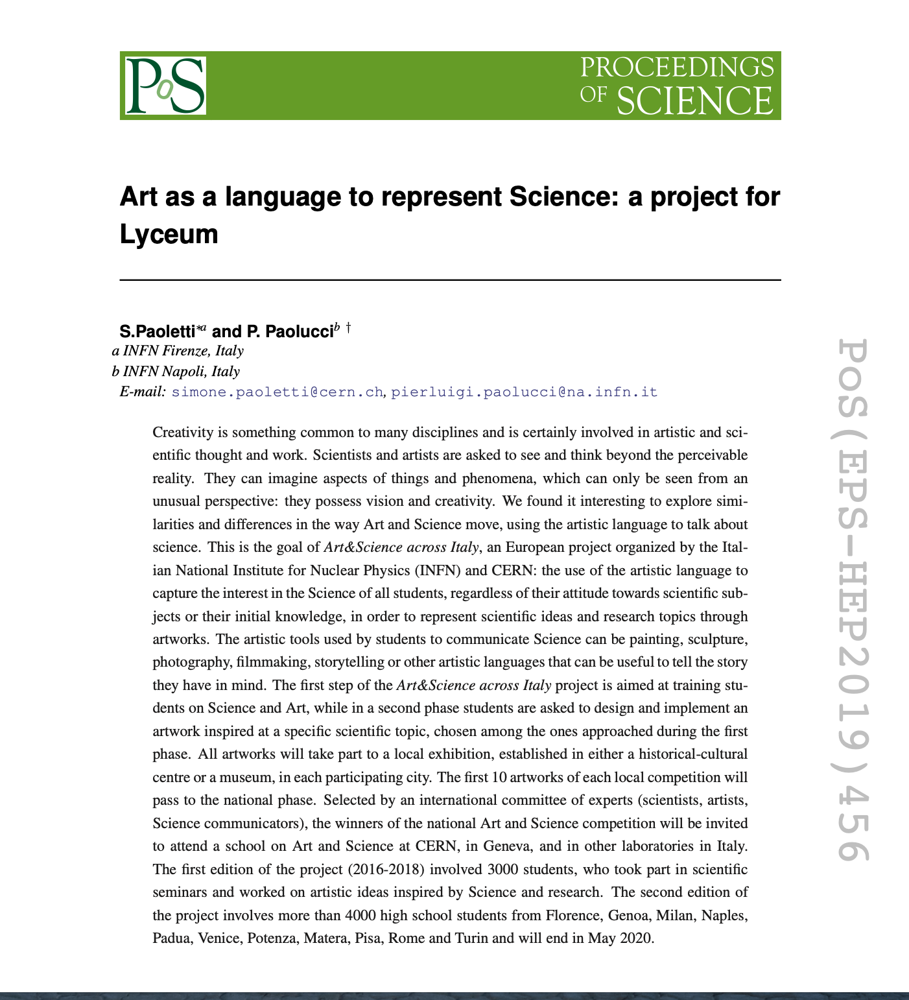 PoS
PROCEEDINGS
OF SCIENCE
Art as a language to represent Science: a project for
Lyceum
S.Paoletti*a and P. Paoluccib †
a INFN Firenze, Italy
b INFN Napoli, Italy
E-mail: simone.paoletti@cern.ch, pierluigi.paolucci@na.infn.it
Creativity is something common to many disciplines and is certainly involved in artistic and sci-
entific thought and work. Scientists and artists are asked to see and think beyond the perceivable
reality. They can imagine aspects of things and phenomena, which can only be seen from an
unusual perspective: they possess vision and creativity. We found it interesting to explore simi-
larities and differences in the way Art and Science move, using the artistic language to talk about
science. This is the goal of Art&Science across Italy, an European project organized by the Ital-
ian National Institute for Nuclear Physics (INFN) and CERN: the use of the artistic language to
capture the interest in the Science of all students, regardless of their attitude towards scientific sub-
jects or their initial knowledge, in order to represent scientific ideas and research topics through
artworks. The artistic tools used by students to communicate Science can be painting, sculpture,
photography, filmmaking, storytelling or other artistic languages that can be useful to tell the story
they have in mind. The first step of the Art&Science across Italy project is aimed at training stu-
dents on Science and Art, while in a second phase students are asked to design and implement an
artwork inspired at a specific scientific topic, chosen among the ones approached during the first
phase. All artworks will take part to a local exhibition, established in either a historical-cultural
centre or a museum, in each participating city. The first 10 artworks of each local competition will
pass to the national phase. Selected by an international committee of experts (scientists, artists,
Science communicators), the winners of the national Art and Science competition will be invited
to attend a school on Art and Science at CERN, in Geneva, and in other laboratories in Italy.
The first edition of the project (2016-2018) involved 3000 students, who took part in scientific
seminars and worked on artistic ideas inspired by Science and research. The second edition of
the project involves more than 4000 high school students from Florence, Genoa, Milan, Naples,
Padua, Venice, Potenza, Matera, Pisa, Rome and Turin and will end in May 2020.
PoS(EPS-HEP2019)456